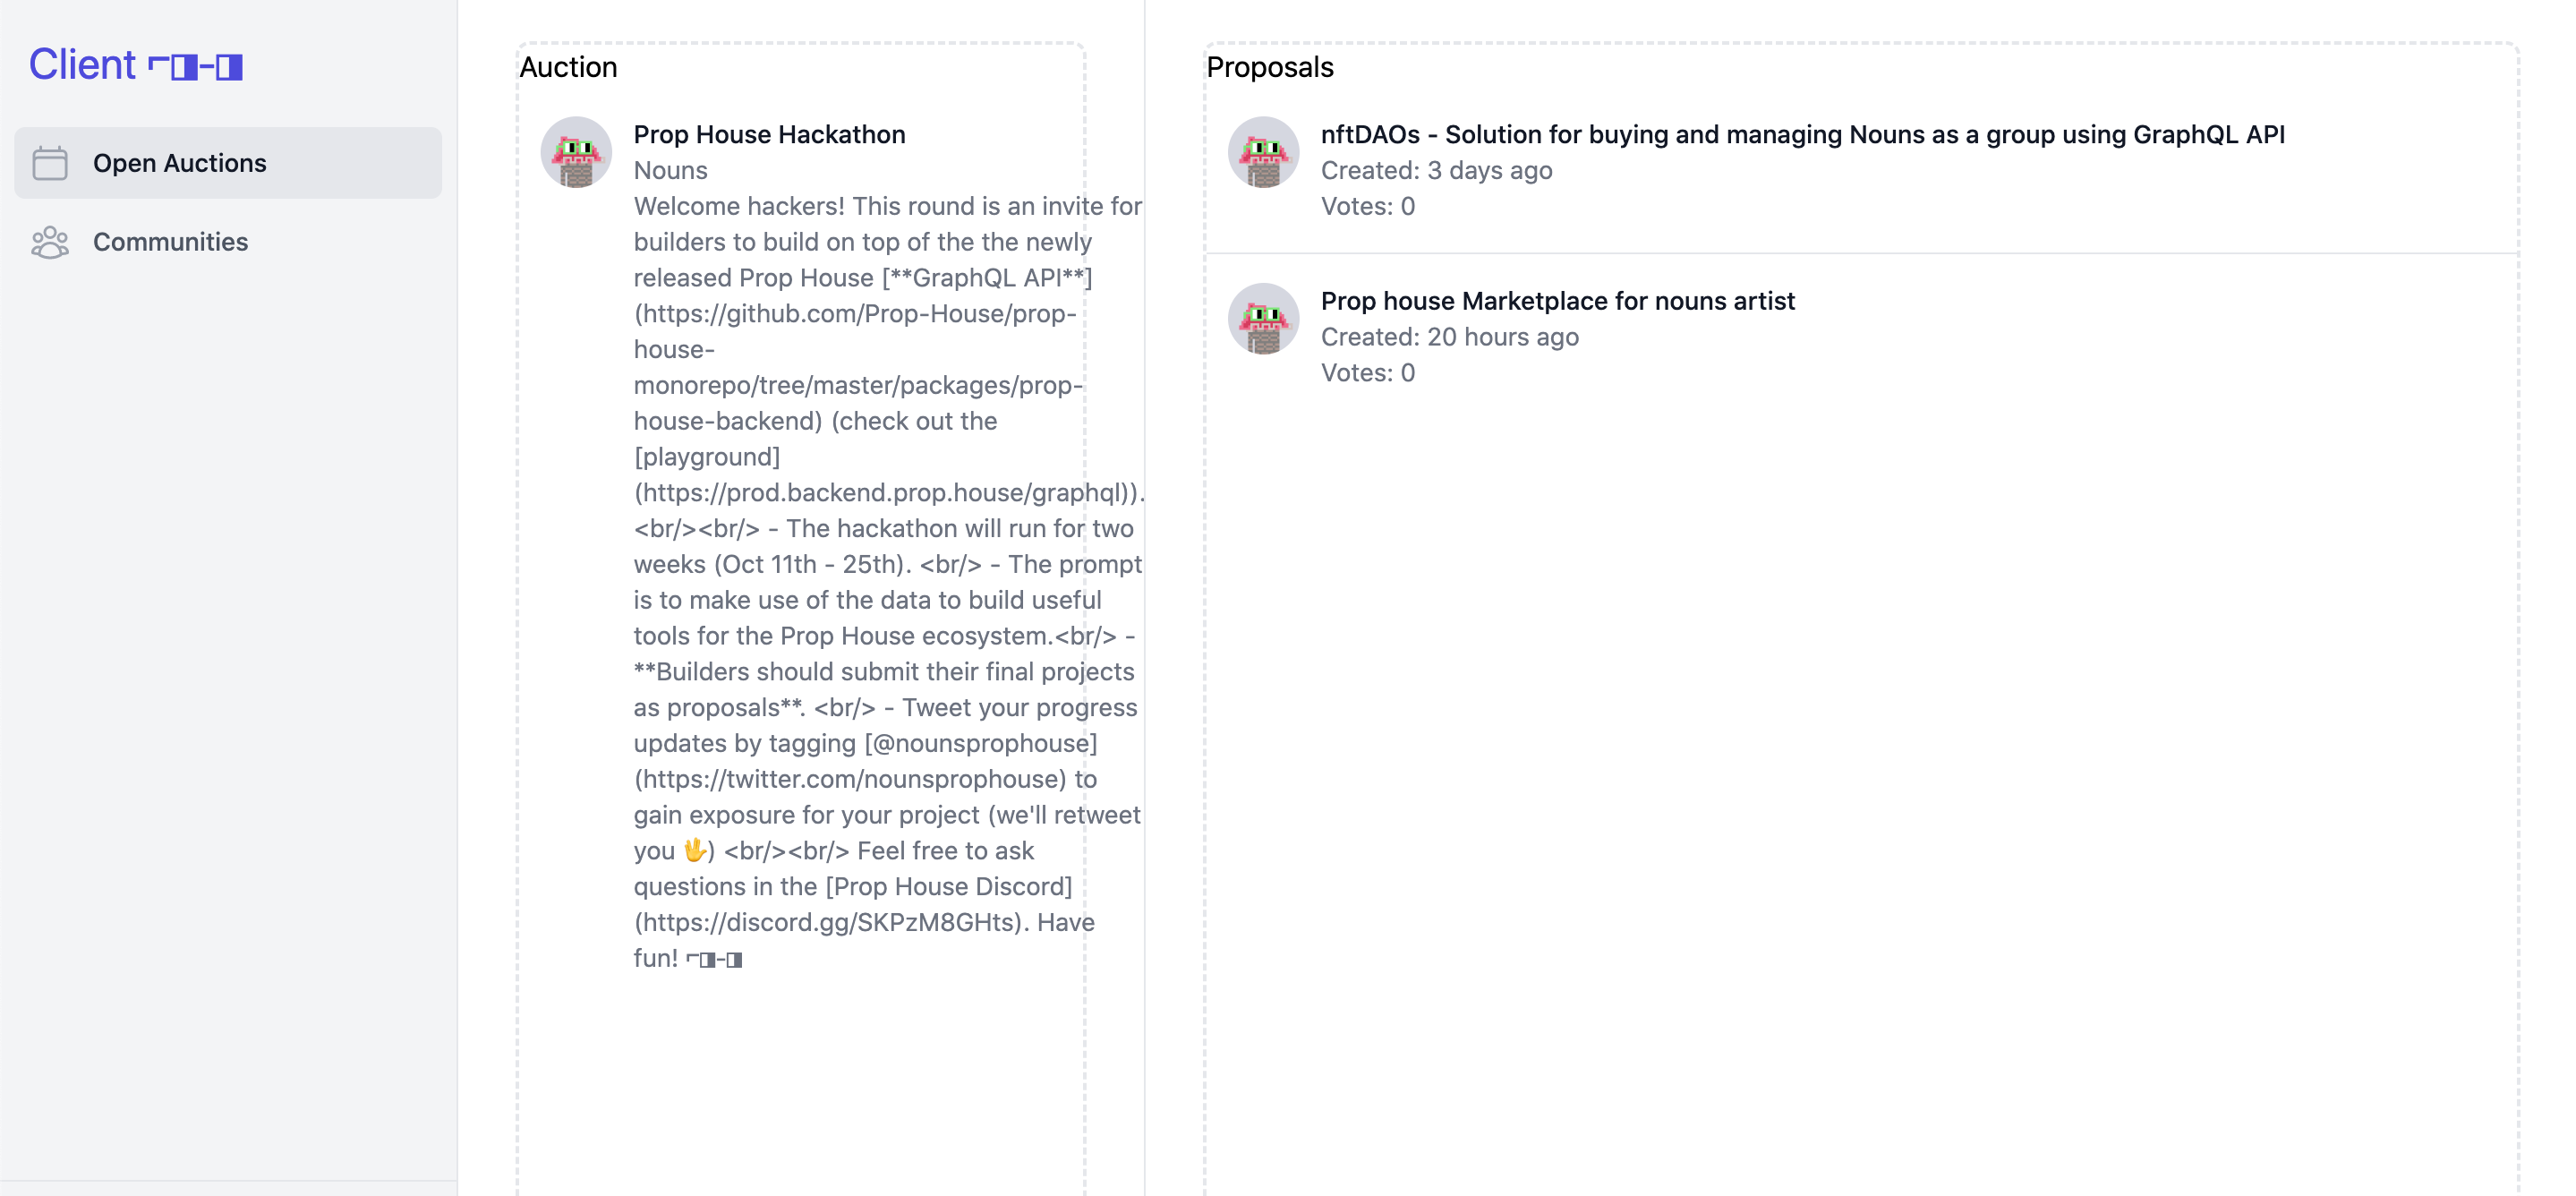 Client ⌐◨-◨
Open Auctions
Communities
Auction
Prop House Hackathon
Nouns
Welcome hackers! This round is an invite for
builders to build on top of the the newly
released Prop House [**GraphQL API**]
(https://github.com/Prop-House/prop-
house-
monorepo/tree/master/packages/prop-
house-backend) (check out the
[playground]
(https://prod.backend.prop.house/graphql)).
<br/><br/> - The hackathon will run for two
weeks (Oct 11th - 25th). <br/> - The prompt
is to make use of the data to build useful
tools for the Prop House ecosystem.<br/> -
**Builders should submit their final projects
as proposals**. <br/> - Tweet your progress
updates by tagging [@nounsprophouse]
(https://twitter.com/nounsprophouse) to
gain exposure for your project (we'll retweet
you 🖖) <br/><br/> Feel free to ask
questions in the [Prop House Discord]
(https://discord.gg/SKPzM8GHts). Have
fun! ⌐◨-◨
Proposals
nftDAOs - Solution for buying and managing Nouns as a group using GraphQL API
Created: 3 days ago
Votes: 0
Prop house Marketplace for nouns artist
Created: 20 hours ago
Votes: 0